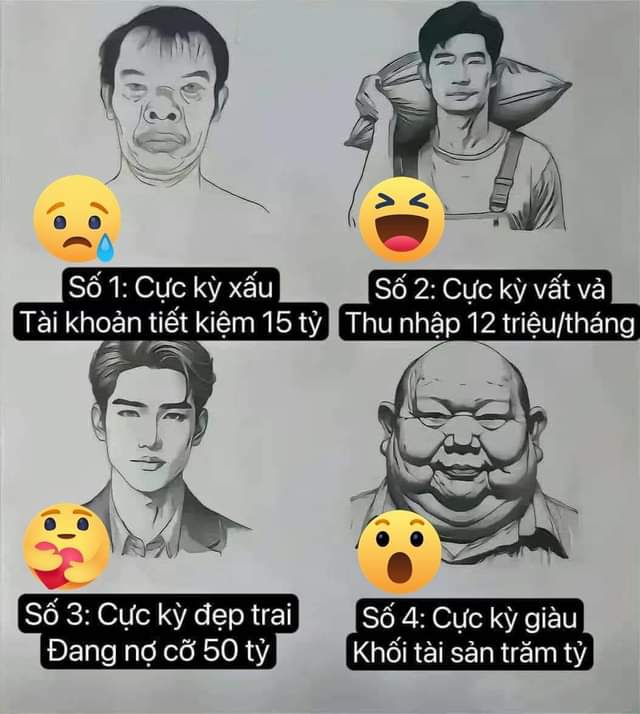 Số 1: Cực kỳ xấu
Tài khoản tiết kiệm 15 tỷ
Số 2: Cực kỳ vất vả
Thu nhập 12 triệu/tháng
Số 3: Cực kỳ đẹp trai
Đang nợ cỡ 50 tỷ
Số 4: Cực kỳ giàu
Khối tài sản trăm tỷ